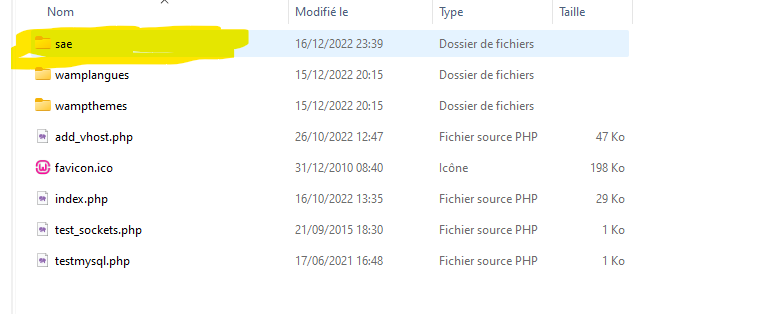 Nom Modifié le Type Taille
sae 16/12/2022 23:39 Dossier de fichiers
wamplangues 15/12/2022 20:15 Dossier de fichiers
wampthemes 15/12/2022 20:15 Dossier de fichiers
add_vhost.php 26/10/2022 12:47 Fichier source PHP 47 Ko
favicon.ico 31/12/2010 08:40 Icône 198 Ko
index.php 16/10/2022 13:35 Fichier source PHP 29 Ko
test_sockets.php 21/09/2015 18:30 Fichier source PHP 1 Ko
testmysql.php 17/06/2021 16:48 Fichier source PHP 1 Ko